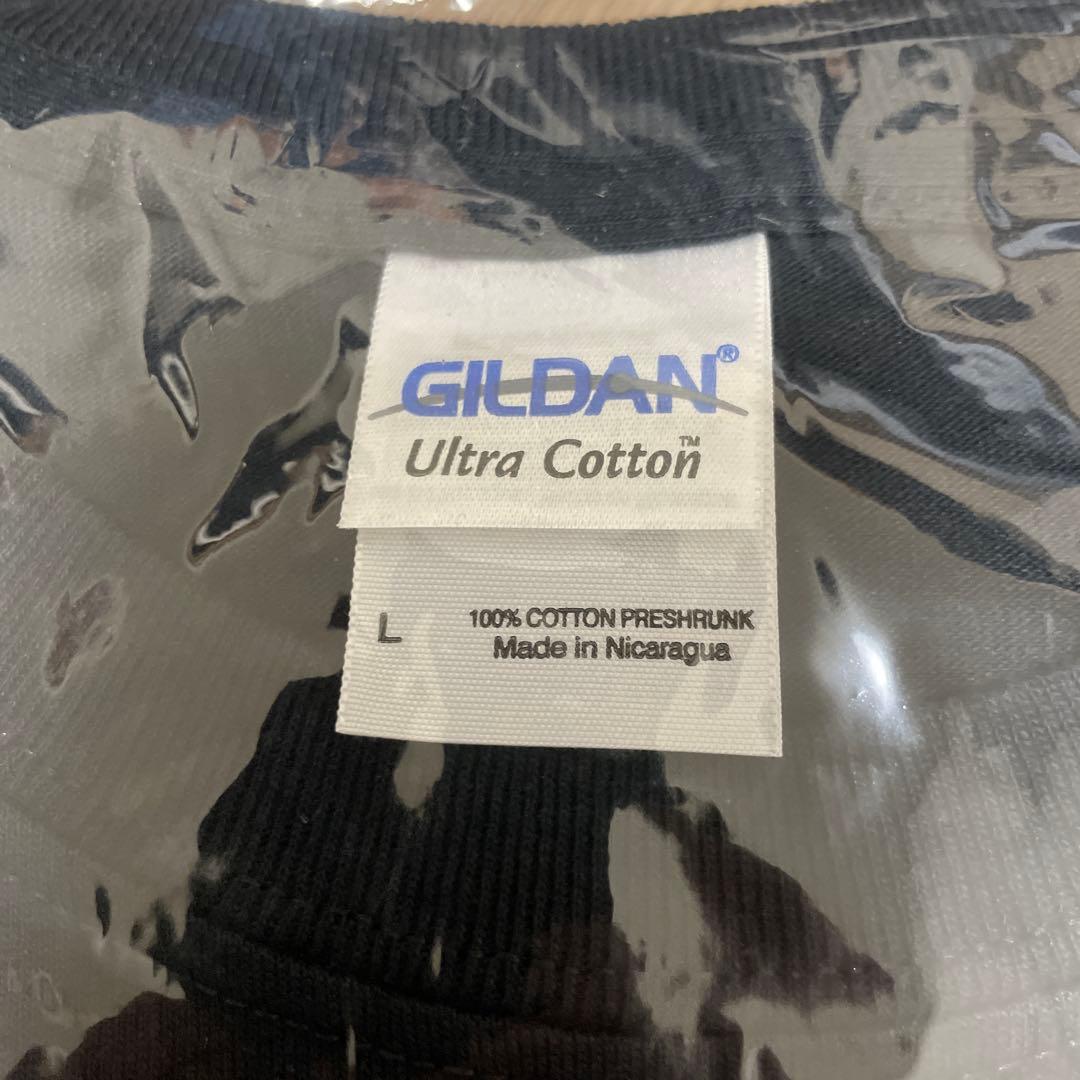 GILDAN®
Ultra Cotton™
L 100% COTTON PRESHRUNK
Made in Nicaragua